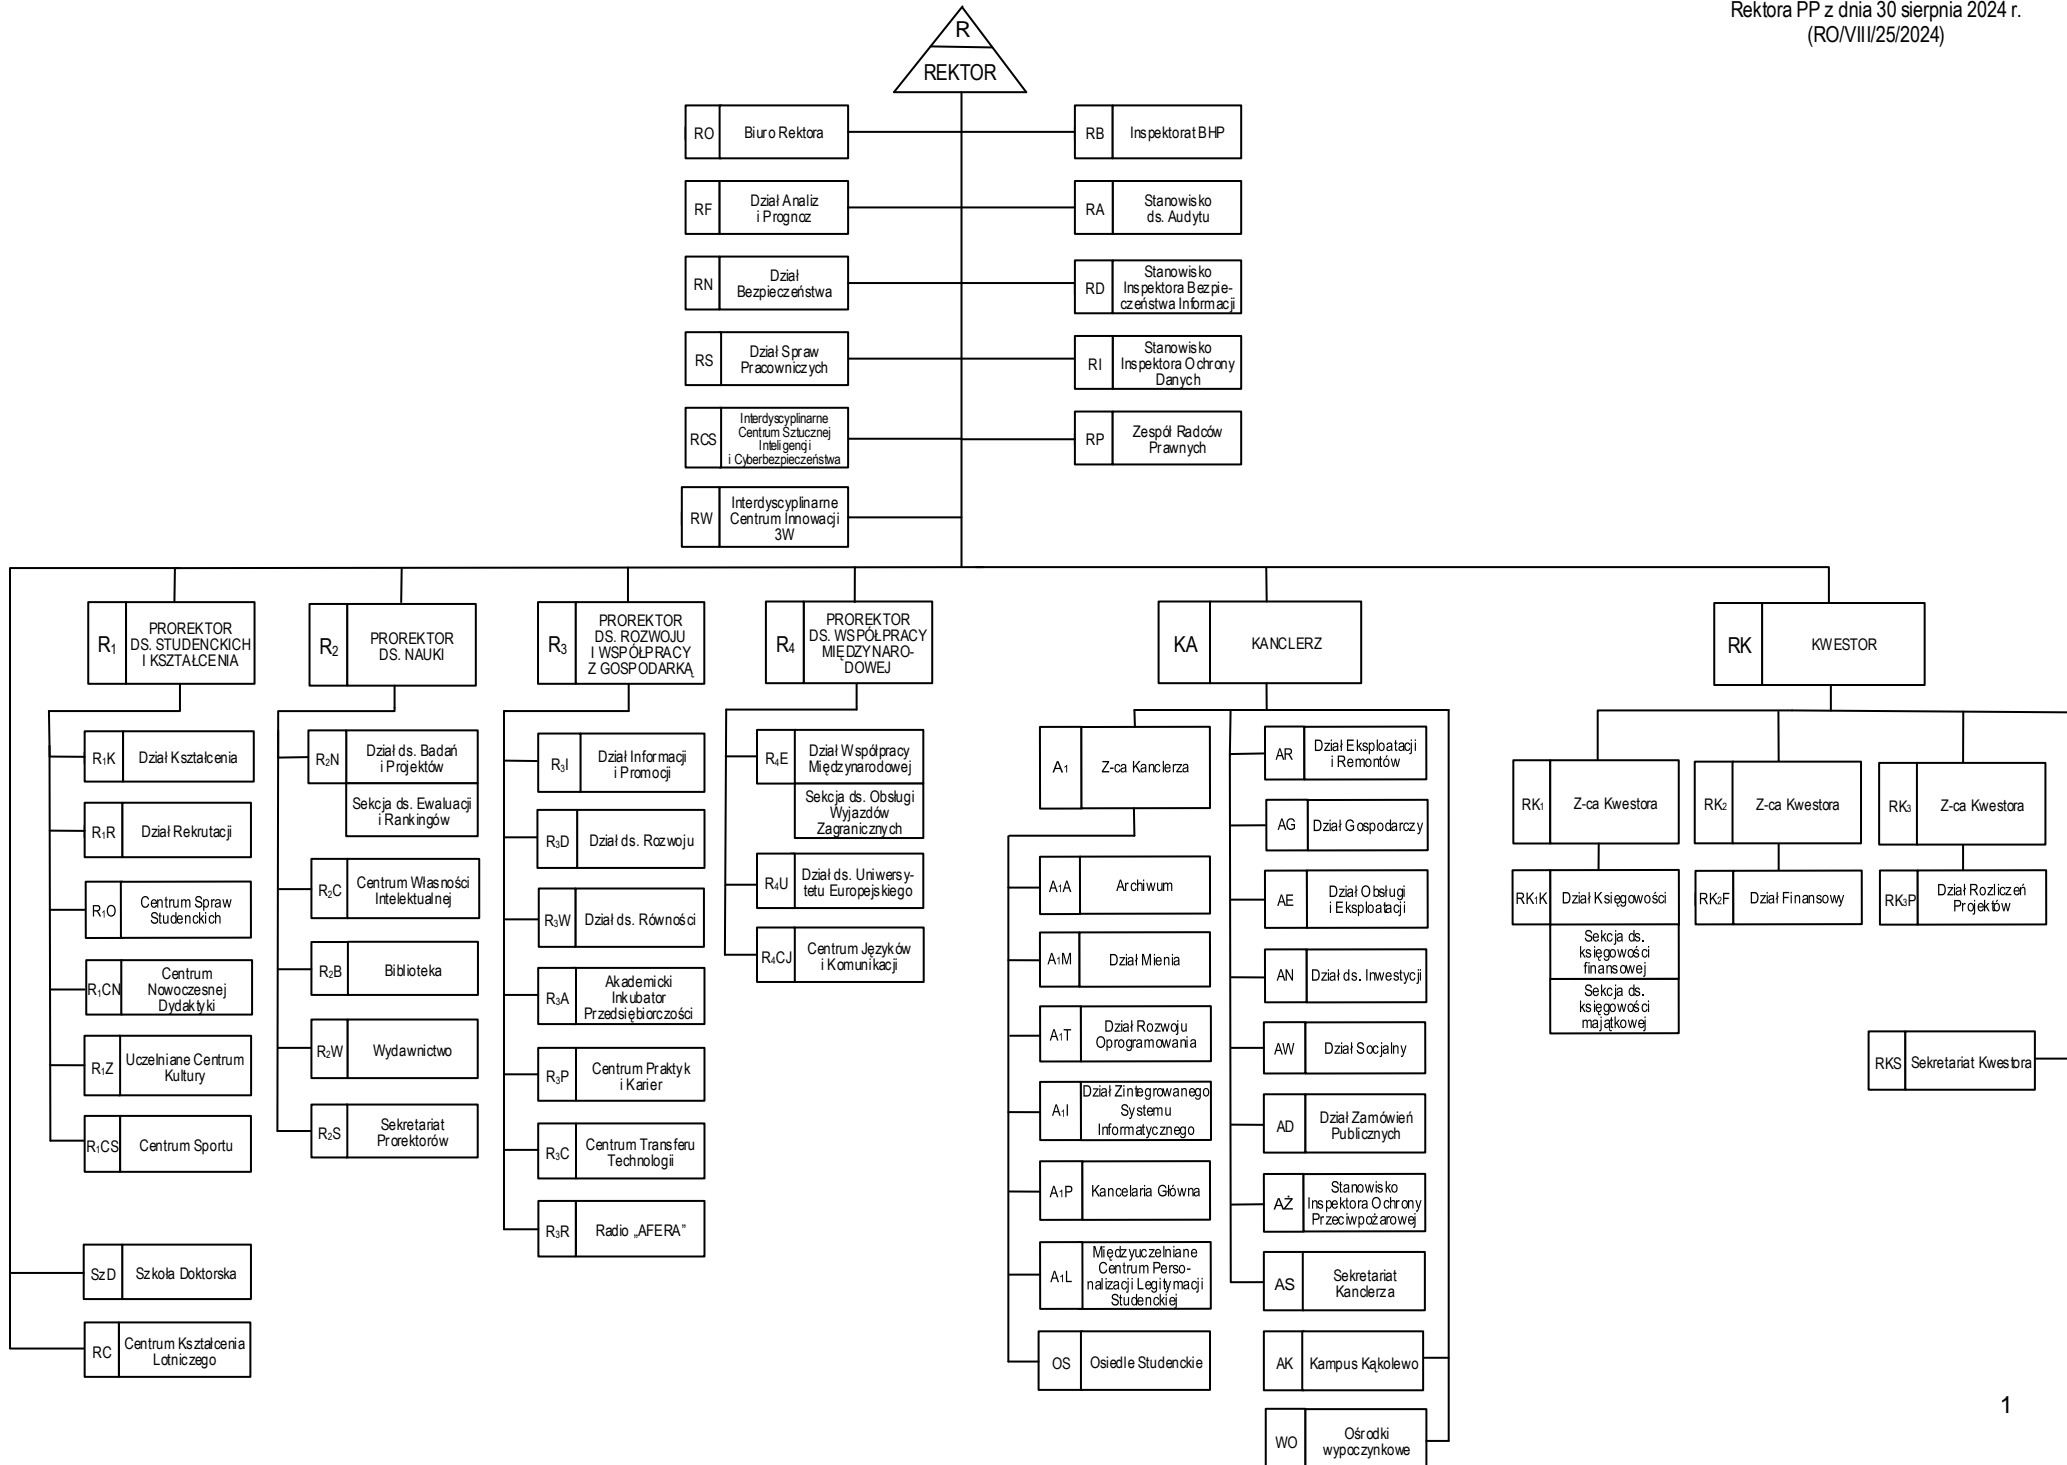 Rektora PP z dnia 30 sierpnia 2024 r.
(RO/VIII/25/2024)
R
REKTOR
RO
Biuro Rektora
RB
Inspektorat BHP
RF
Dział Analiz
i Prognoz
RA
Stanowisko
ds. Audytu
RN
Dział
Bezpieczeństwa
RD
Stanowisko
Inspektora Bezpie-
czeństwa Informacji
RS
Dział Spraw
Pracowniczych
RI
Stanowisko
Inspektora Ochrony
Danych
RCS
Interdyscyplinarne
Centrum Sztucznej
Inteligencji
i Cyberbezpieczeństwa
RP
Zespół Radców
Prawnych
RW
Interdyscyplinarne
Centrum Innowacji
3W
R1
PROREKTOR
DS. STUDENCKICH
I KSZTAŁCENIA
R2
PROREKTOR
DS. NAUKI
R3
PROREKTOR
DS. ROZWOJU
I WSPÓŁPRACY
Z GOSPODARKĄ
R4
PROREKTOR
DS. WSPÓŁPRACY
MIĘDZYNARO-
DOWEJ
KA
KANCLERZ
RK
KWESTOR
R1K
Dział Kształcenia
R1R
Dział Rekrutacji
R1O
Centrum Spraw
Studenckich
R1CN
Centrum
Nowoczesnej
Dydaktyki
R1Z
Uczelniane Centrum
Kultury
R1CS
Centrum Sportu
SzD
Szkoła Doktorska
RC
Centrum Kształcenia
Lotniczego
R2N
Dział ds. Badań
i Projektów
Sekcja ds. Ewaluacji
i Rankingów
R2C
Centrum Własności
Intelektualnej
R2B
Biblioteka
R2W
Wydawnictwo
R2S
Sekretariat
Prorektorów
R3I
Dział Informacji
i Promocji
R3D
Dział ds. Rozwoju
R3W
Dział ds. Równości
R3A
Akademicki
Inkubator
Przedsiębiorczości
R3P
Centrum Praktyk
i Karier
R3C
Centrum Transferu
Technologii
R3R
Radio „AFERA”
R4E
Dział Współpracy
Międzynarodowej
Sekcja ds. Obsługi
Wyjazdów
Zagranicznych
R4U
Dział ds. Uniwersy-
tetu Europejskiego
R4CJ
Centrum Języków
i Komunikacji
A1
Z-ca Kanclerza
A1A
Archiwum
A1M
Dział Mienia
A1T
Dział Rozwoju
Oprogramowania
A1I
Dział Zintegrowanego
Systemu
Informatycznego
A1P
Kancelaria Główna
A1L
Międzyuczelniane
Centrum Perso-
nalizacji Legitymacji
Studenckiej
OS
Osiedle Studenckie
AR
Dział Eksploatacji
i Remontów
AG
Dział Gospodarczy
AE
Dział Obsługi
i Eksploatacji
AN
Dział ds. Inwestycji
AW
Dział Socjalny
AD
Dział Zamówień
Publicznych
AŻ
Stanowisko
Inspektora Ochrony
Przeciwpożarowej
AS
Sekretariat
Kanclerza
AK
Kampus Kąkolewo
WO
Ośrodki
wypoczynkowe
RK1
Z-ca Kwestora
RK2
Z-ca Kwestora
RK3
Z-ca Kwestora
RK1K
Dział Księgowości
Sekcja ds.
księgowości
finansowej
Sekcja ds.
księgowości
majątkowej
RK2F
Dział Finansowy
RK3P
Dział Rozliczeń
Projektów
RKS
Sekretariat Kwestora
1